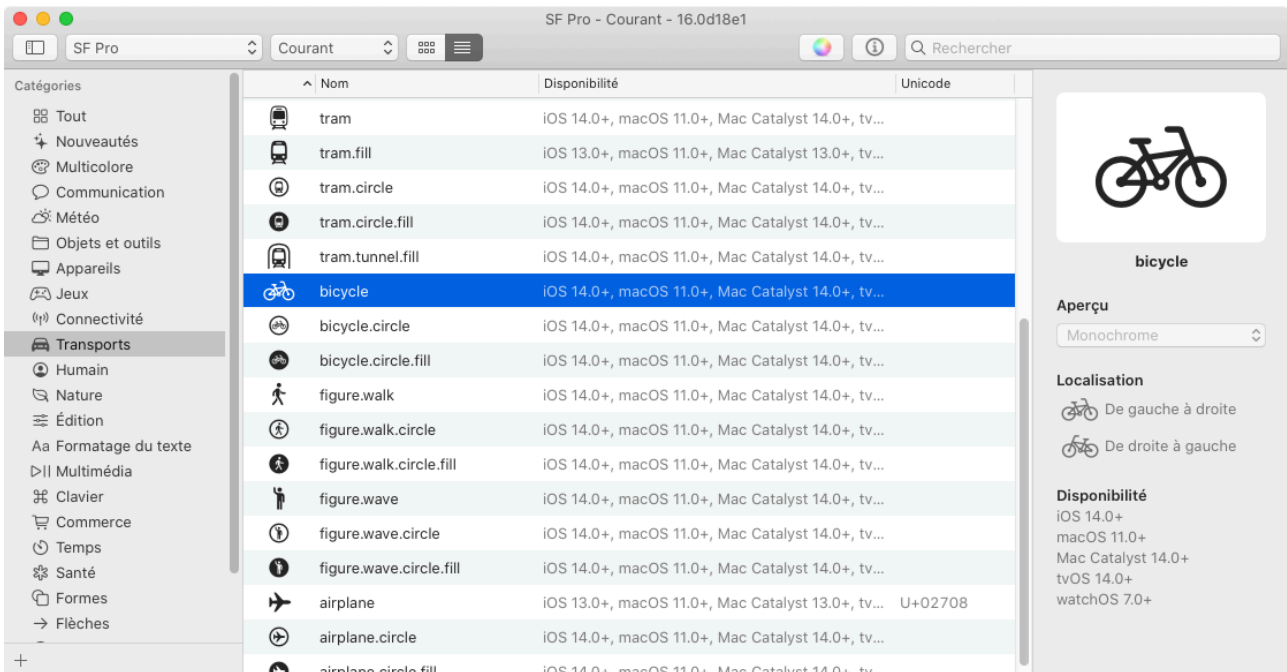 SF Pro - Courant - 16.0d18e1
SF Pro
Courant
Rechercher
Catégories
Tout
Nouveautés
Multicolore
Communication
Météo
Objets et outils
Appareils
Jeux
Connectivité
Transports
Humain
Nature
Édition
Aa Formatage du texte
Multimédia
Clavier
Commerce
Temps
Santé
Formes
Flèches
Nom Disponibilité Unicode
tram iOS 14.0+, macOS 11.0+, Mac Catalyst 14.0+, tv...
tram.fill iOS 13.0+, macOS 11.0+, Mac Catalyst 13.0+, tv...
tram.circle iOS 14.0+, macOS 11.0+, Mac Catalyst 14.0+, tv...
tram.circle.fill iOS 14.0+, macOS 11.0+, Mac Catalyst 14.0+, tv...
tram.tunnel.fill iOS 14.0+, macOS 11.0+, Mac Catalyst 14.0+, tv...
bicycle iOS 14.0+, macOS 11.0+, Mac Catalyst 14.0+, tv...
bicycle.circle iOS 14.0+, macOS 11.0+, Mac Catalyst 14.0+, tv...
bicycle.circle.fill iOS 14.0+, macOS 11.0+, Mac Catalyst 14.0+, tv...
figure.walk iOS 14.0+, macOS 11.0+, Mac Catalyst 14.0+, tv...
figure.walk.circle iOS 14.0+, macOS 11.0+, Mac Catalyst 14.0+, tv...
figure.walk.circle.fill iOS 14.0+, macOS 11.0+, Mac Catalyst 14.0+, tv...
figure.wave iOS 14.0+, macOS 11.0+, Mac Catalyst 14.0+, tv...
figure.wave.circle iOS 14.0+, macOS 11.0+, Mac Catalyst 14.0+, tv...
figure.wave.circle.fill iOS 14.0+, macOS 11.0+, Mac Catalyst 14.0+, tv...
airplane iOS 13.0+, macOS 11.0+, Mac Catalyst 13.0+, tv... U+02708
airplane.circle iOS 14.0+, macOS 11.0+, Mac Catalyst 14.0+, tv...
airplane.circle.fill iOS 14.0+, macOS 11.0+, Mac Catalyst 14.0+, tv...
bicycle
Aperçu
Monochrome
Localisation
De gauche à droite
De droite à gauche
Disponibilité
iOS 14.0+
macOS 11.0+
Mac Catalyst 14.0+
tvOS 14.0+
watchOS 7.0+